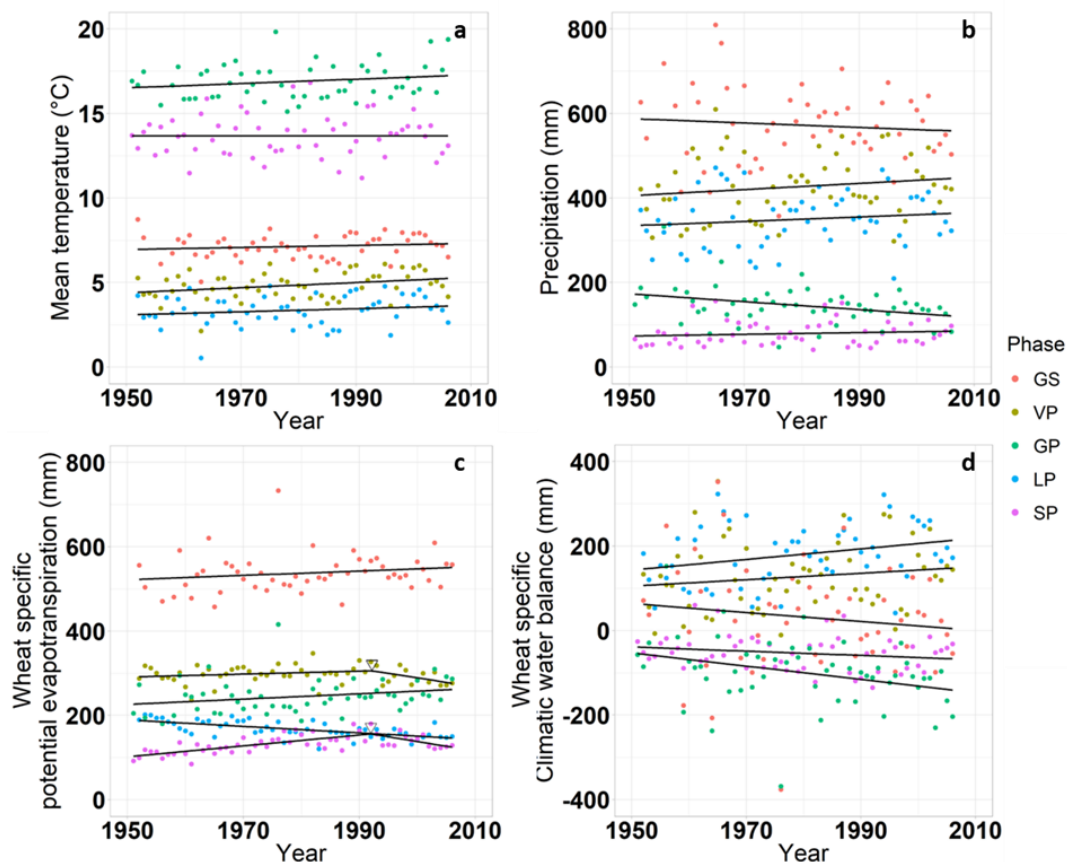 a
20
15
10
5
0
Mean temperature (°C)
1950 1970 1990 2010
Year
b
800
600
400
200
0
Precipitation (mm)
1950 1970 1990 2010
Year
Phase
GS
VP
GP
LP
SP
c
800
600
400
200
0
Wheat specific
potential evapotranspiration (mm)
1950 1970 1990 2010
Year
d
400
200
0
-200
-400
Wheat specific
Climatic water balance (mm)
1950 1970 1990 2010
Year